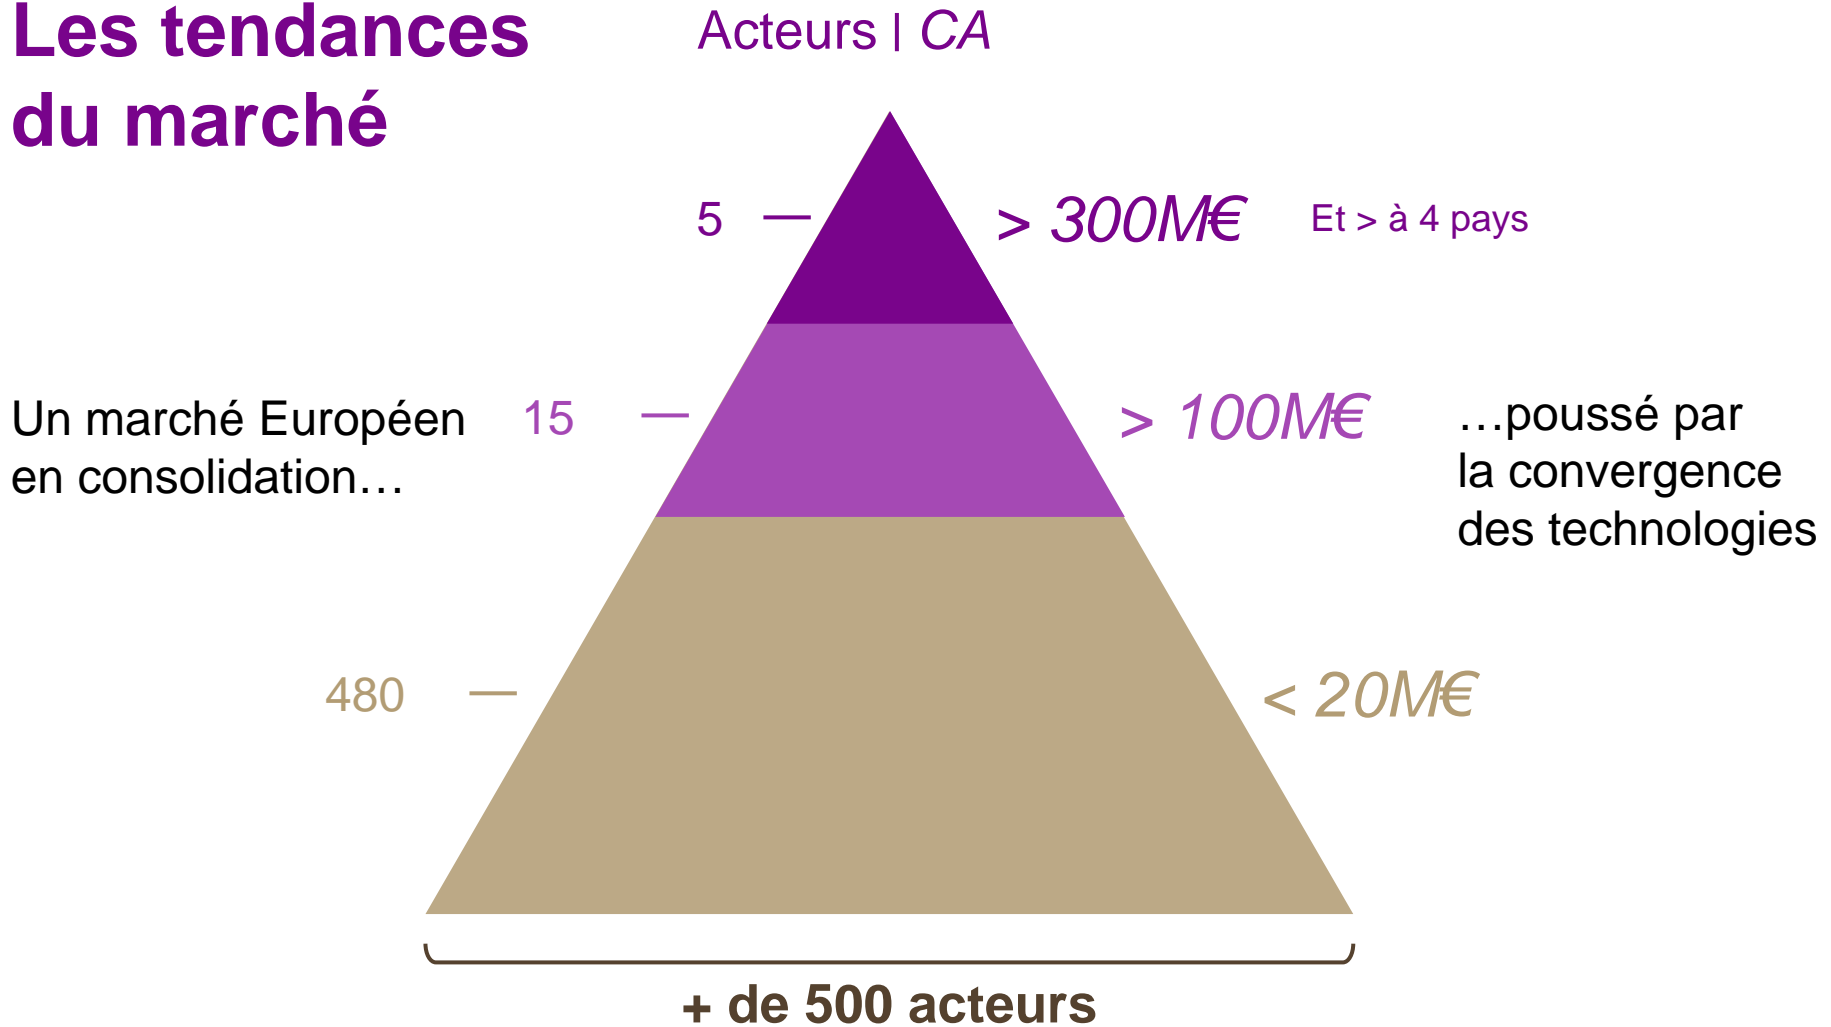 Les tendances
du marché
Acteurs | CA
5 — > 300M€ Et > à 4 pays
Un marché Européen
en consolidation…
15 — > 100M€
…poussé par
la convergence
des technologies
480 — < 20M€
+ de 500 acteurs